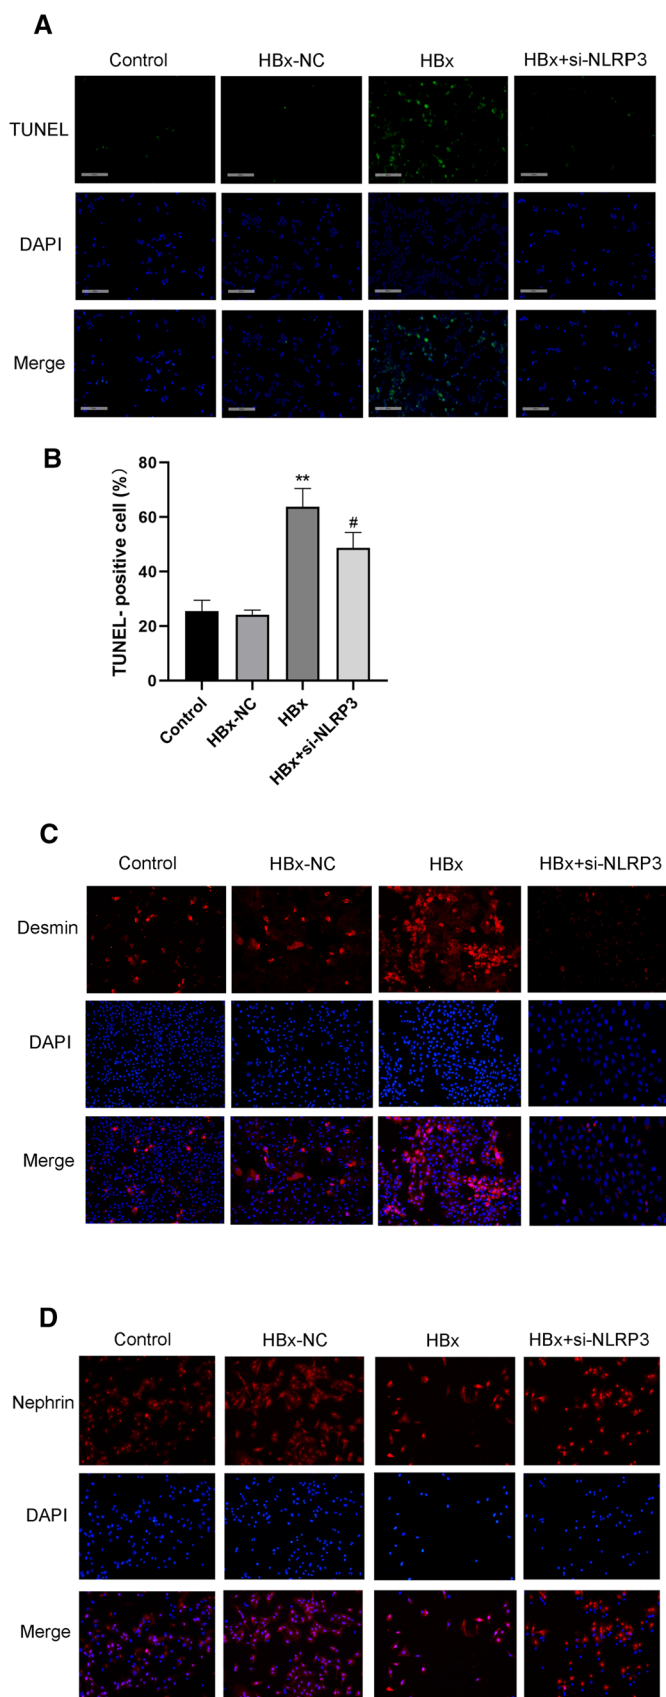 A
Control HBx-NC HBx HBx+si-NLRP3
TUNEL
DAPI
Merge
B
TUNEL- positive cell (%)
80
60
40
20
0
**
#
Control
HBx-NC
HBx
HBx+si-NLRP3
C
Control HBx-NC HBx HBx+si-NLRP3
Desmin
DAPI
Merge
D
Control HBx-NC HBx HBx+si-NLRP3
Nephrin
DAPI
Merge